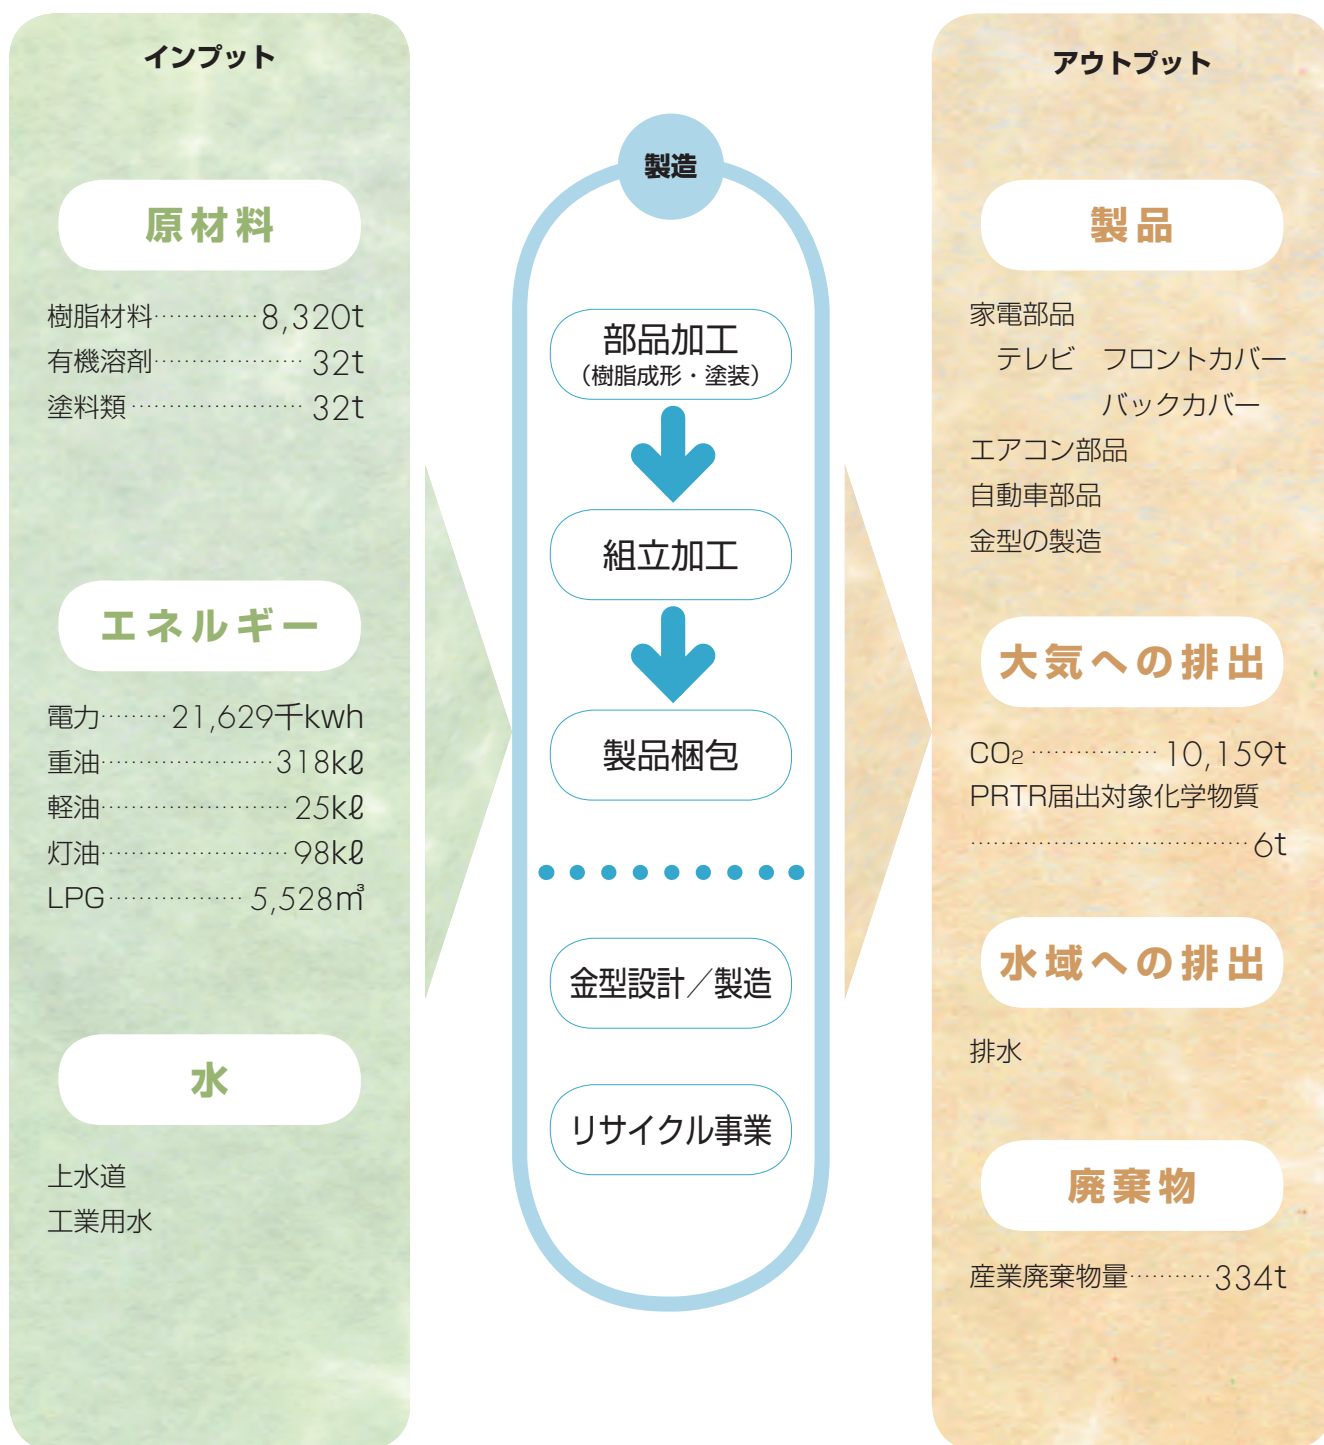 インプット
原材料
樹脂材料··············8,320t
有機溶剤···················· 32t
塗料類······················· 32t
エネルギー
電力·········21,629千kwh
重油·······················318kℓ
軽油························· 25kℓ
灯油·························98kℓ
LPG·················· 5,528㎥
水
上水道
工業用水
製造
部品加工
（樹脂成形・塗装）
組立加工
製品梱包
金型設計／製造
リサイクル事業
アウトプット
製品
家電部品
テレビ　フロントカバー
バックカバー
エアコン部品
自動車部品
金型の製造
大気への排出
CO₂ ················· 10,159t
PRTR届出対象化学物質
·····································6t
水域への排出
排水
廃棄物
産業廃棄物量···········334t